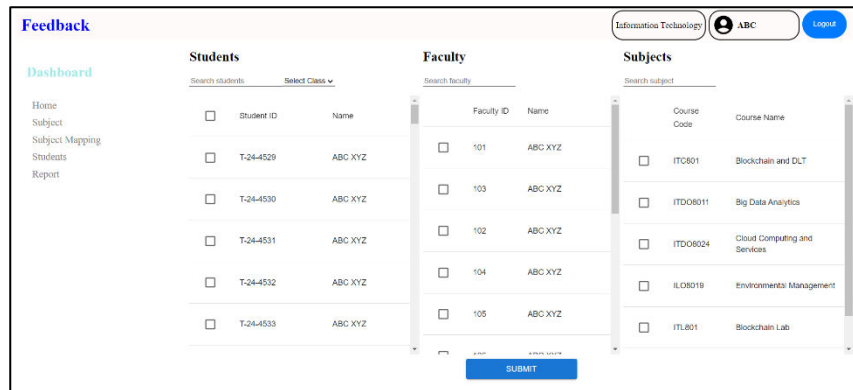 Feedback
Information Technology
ABC
Logout
Dashboard
Home
Subject
Subject Mapping
Students
Report
Students
Search students
Select Class
Student ID Name
T-24-4529 ABC XYZ
T-24-4530 ABC XYZ
T-24-4531 ABC XYZ
T-24-4532 ABC XYZ
T-24-4533 ABC XYZ
Faculty
Search faculty
Faculty ID Name
101 ABC XYZ
103 ABC XYZ
102 ABC XYZ
104 ABC XYZ
105 ABC XYZ
Subjects
Search subject
Course
Code
Course Name
ITC801 Blockchain and DLT
ITDO8011 Big Data Analytics
ITDO8024 Cloud Computing and
Services
ILO8019 Environmental Management
ITL801 Blockchain Lab
SUBMIT